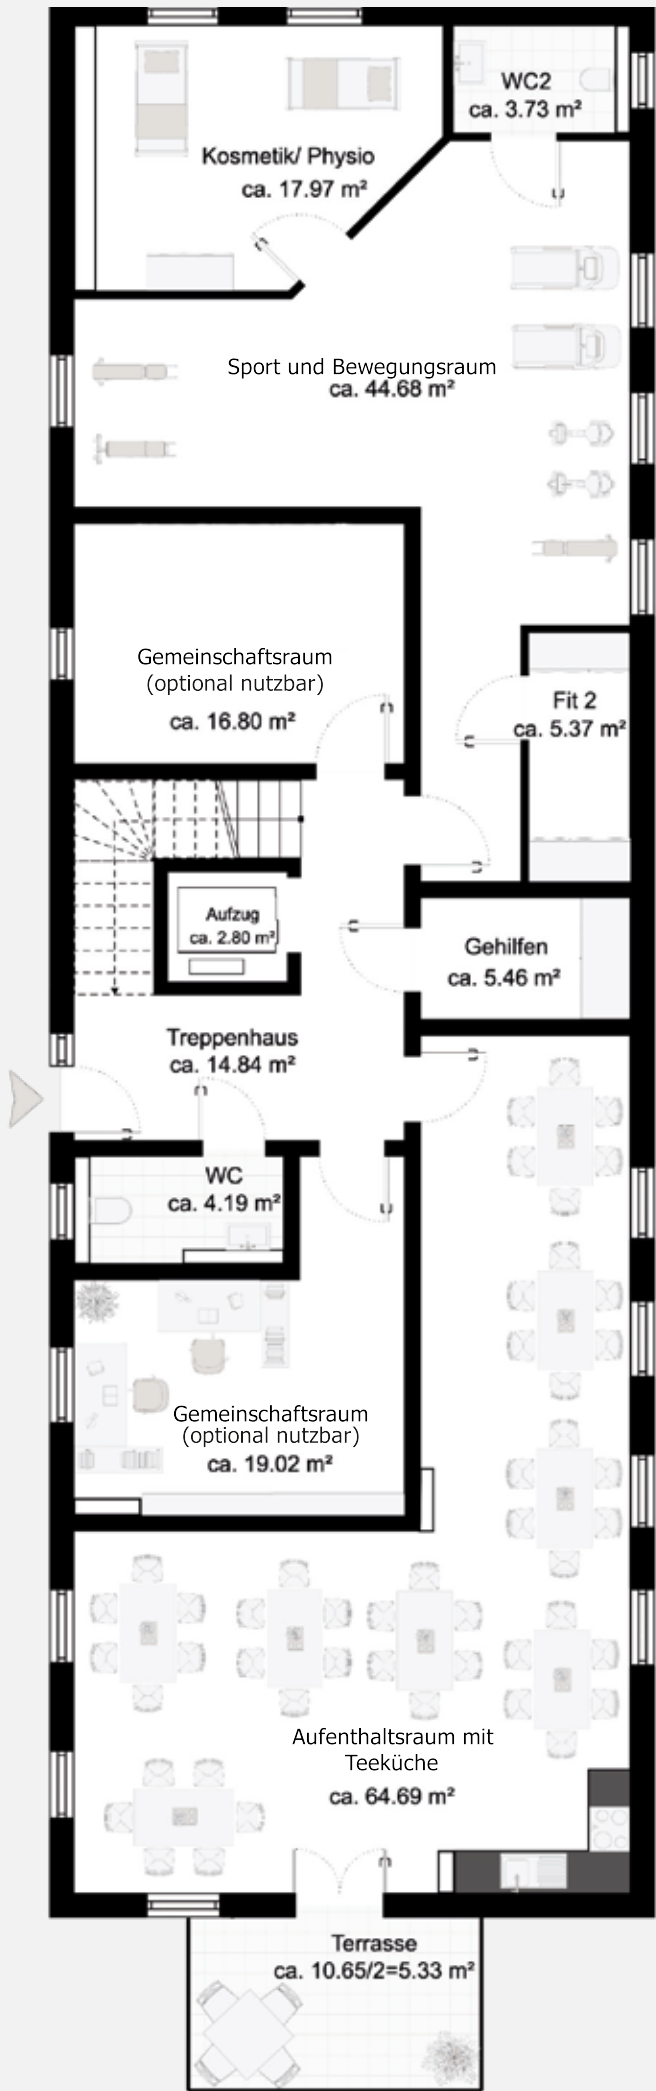 WC2
ca. 3.73 m²
Kosmetik/ Physio
ca. 17.97 m²
Sport und Bewegungsraum
ca. 44.68 m²
Gemeinschaftsraum
(optional nutzbar)
ca. 16.80 m²
Fit 2
ca. 5.37 m²
Aufzug
ca. 2.80 m²
Gehilfen
ca. 5.46 m²
Treppenhaus
ca. 14.84 m²
WC
ca. 4.19 m²
Gemeinschaftsraum
(optional nutzbar)
ca. 19.02 m²
Aufenthaltsraum mit
Teeküche
ca. 64.69 m²
Terrasse
ca. 10.65/2=5.33 m²